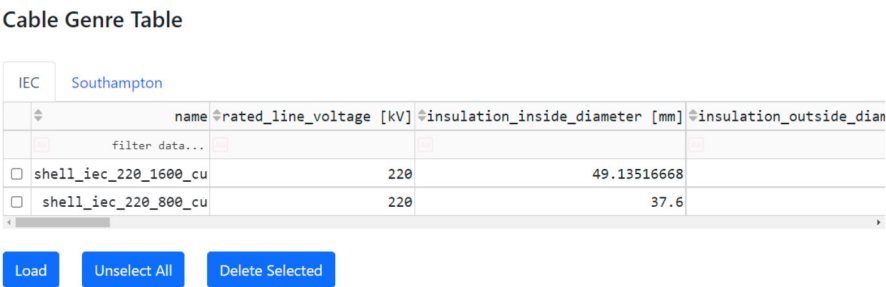 Cable Genre Table
IEC Southampton
name rated_line_voltage [kV] insulation_inside_diameter [mm] insulation_outside_diam
filter data...
shell_iec_220_1600_cu 220 49.13516668
shell_iec_220_800_cu 220 37.6
Load Unselect All Delete Selected